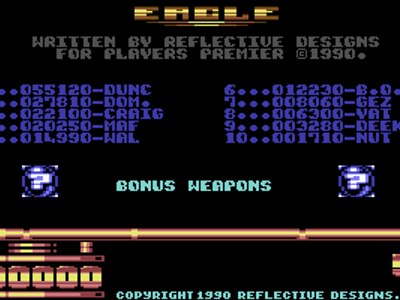 EAGLE
WRITTEN BY REFLECTIVE DESIGNS
FOR PLAYERS PREMIER ©1990.
..055120-DUNC 6...012230-B.O.
..027810-DOM. 7...008060-GEZ
..022100-CRAIG 8...006300-YAT
..020250-MAF 9...003280-DEEK
..014990-WAL 10..001710-NUT
? BONUS WEAPONS ?
0000
COPYRIGHT 1990 REFLECTIVE DESIGNS.